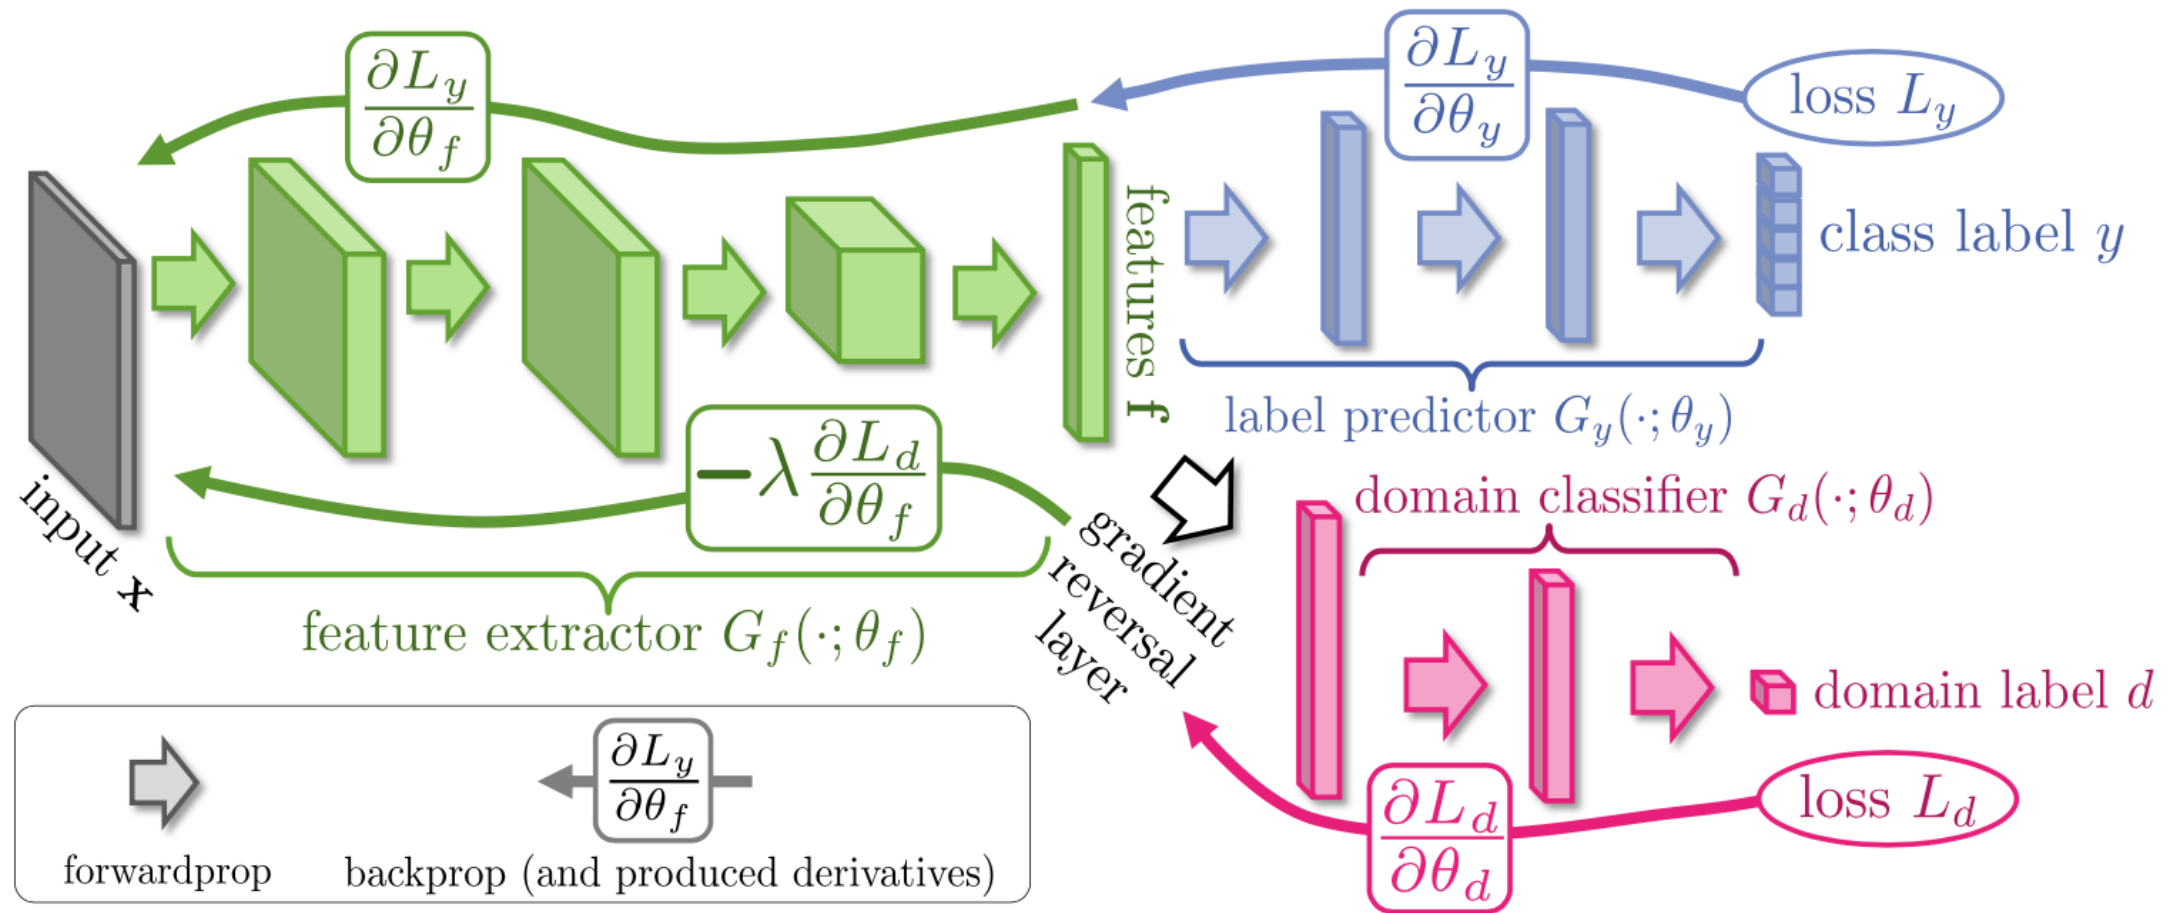 ∂L_y/∂θ_f
∂L_y/∂θ_y
loss L_y
input x
features f
class label y
label predictor G_y(·; θ_y)
−λ ∂L_d/∂θ_f
feature extractor G_f(·; θ_f)
gradient
reversal
layer
domain classifier G_d(·; θ_d)
domain label d
∂L_d/∂θ_d
loss L_d
∂L_y/∂θ_f
forwardprop
backprop (and produced derivatives)